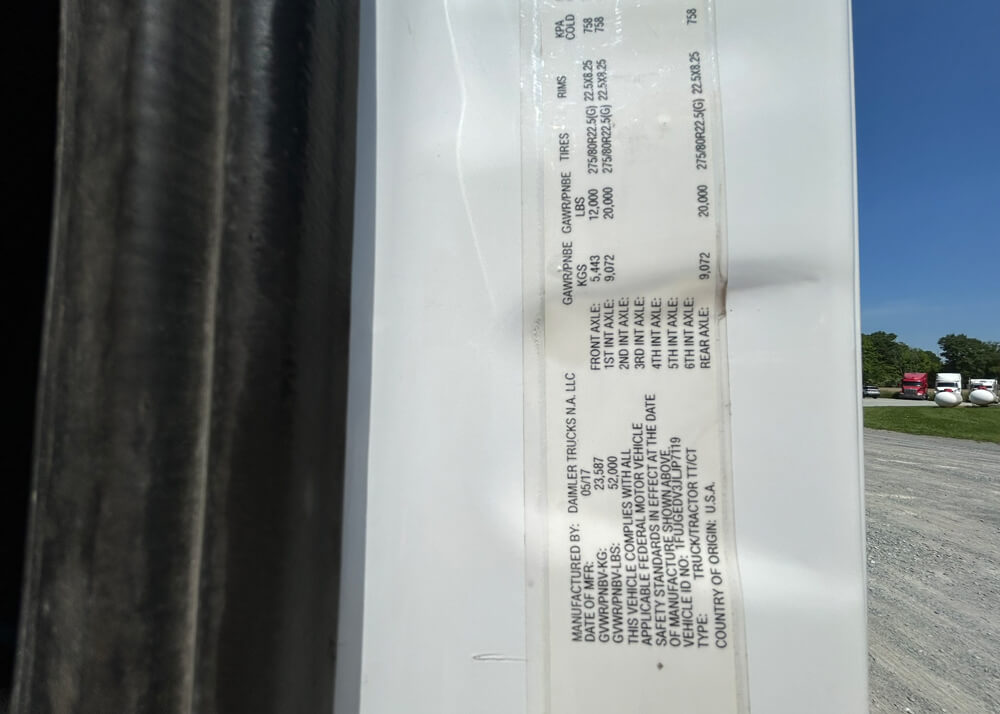 MANUFACTURED BY: DAIMLER TRUCKS N.A. LLC
DATE OF MFR: 05/17
GVWR/PNBV-KG: 23,587
GVWR/PNBV-LBS: 52,000
THIS VEHICLE COMPLIES WITH ALL
APPLICABLE FEDERAL MOTOR VEHICLE
SAFETY STANDARDS IN EFFECT AT THE DATE
OF MANUFACTURE SHOWN ABOVE.
VEHICLE ID NO: 1FUJGEDV3JLJP7119
TYPE: TRUCK/TRACTOR TT/CT
COUNTRY OF ORIGIN: U.S.A.
GAWR/PNBE GAWR/PNBE TIRES RIMS KPA
KGS LBS COLD
FRONT AXLE: 5,443 12,000 275/80R22.5(G) 22.5X8.25 758
1ST INT AXLE: 9,072 20,000 275/80R22.5(G) 22.5X8.25 758
2ND INT AXLE:
3RD INT AXLE:
4TH INT AXLE:
5TH INT AXLE:
6TH INT AXLE:
REAR AXLE: 9,072 20,000 275/80R22.5(G) 22.5X8.25 758